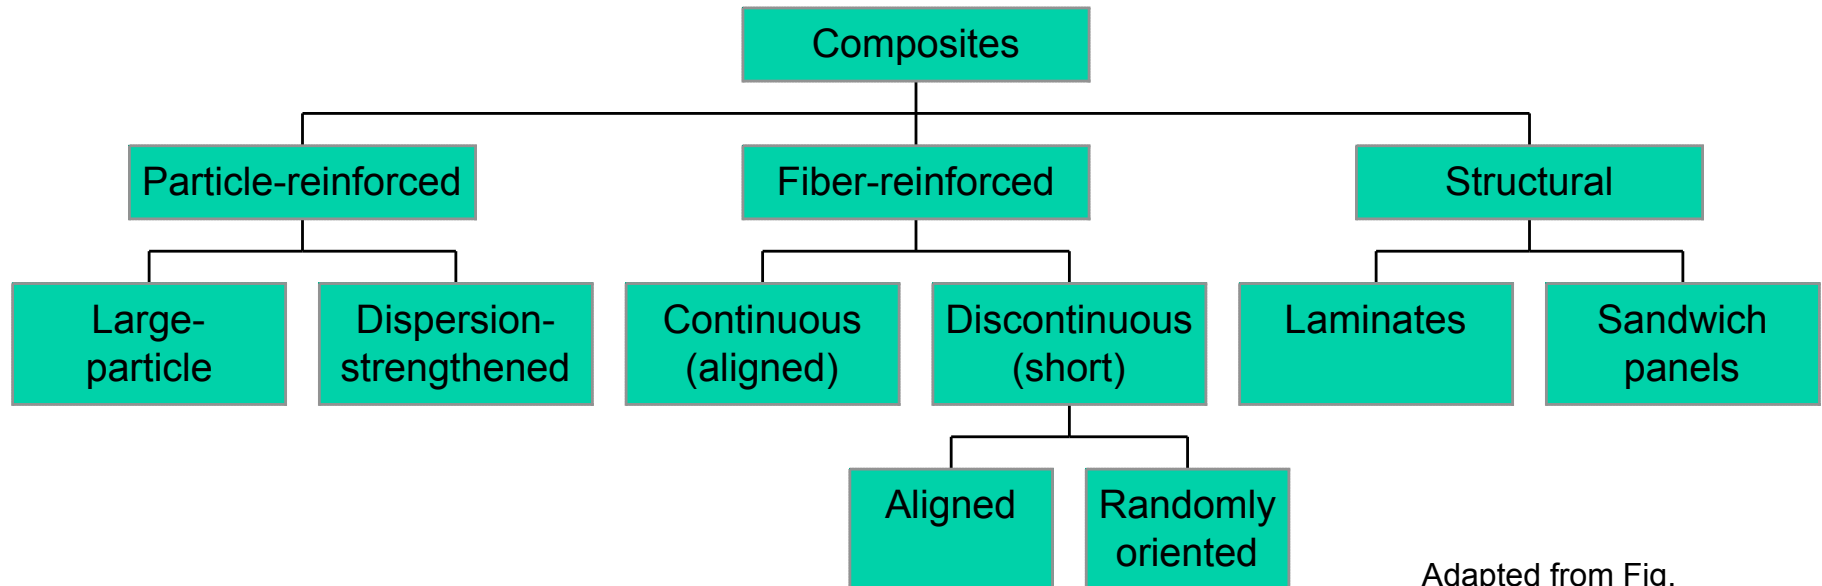 Composites
Particle-reinforced
Fiber-reinforced
Structural
Large-
particle
Dispersion-
strengthened
Continuous
(aligned)
Discontinuous
(short)
Laminates
Sandwich
panels
Aligned
Randomly
oriented
Adapted from Fig.